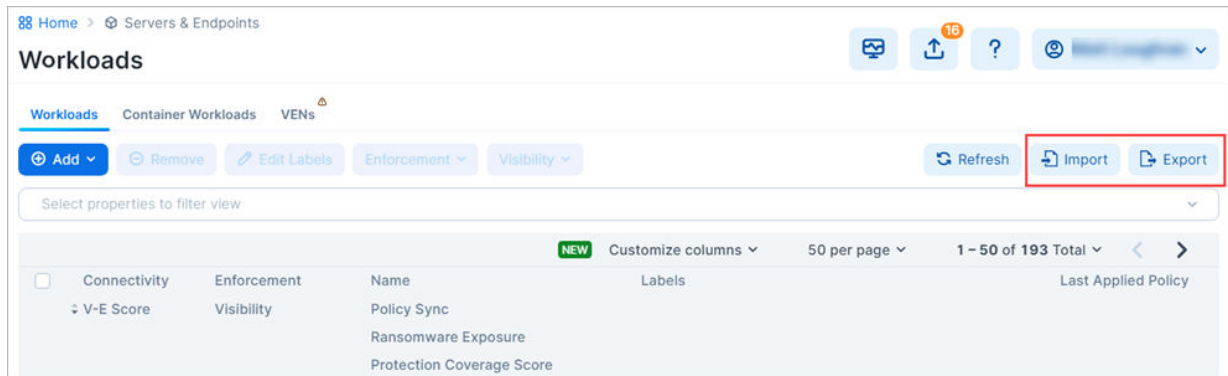 Home > Servers & Endpoints
Workloads
16
?
Workloads Container Workloads VENs
Add Remove Edit Labels Enforcement Visibility Refresh Import Export
Select properties to filter view
NEW Customize columns 50 per page 1 – 50 of 193 Total
Connectivity Enforcement Name Labels Last Applied Policy
V-E Score Visibility Policy Sync
Ransomware Exposure
Protection Coverage Score